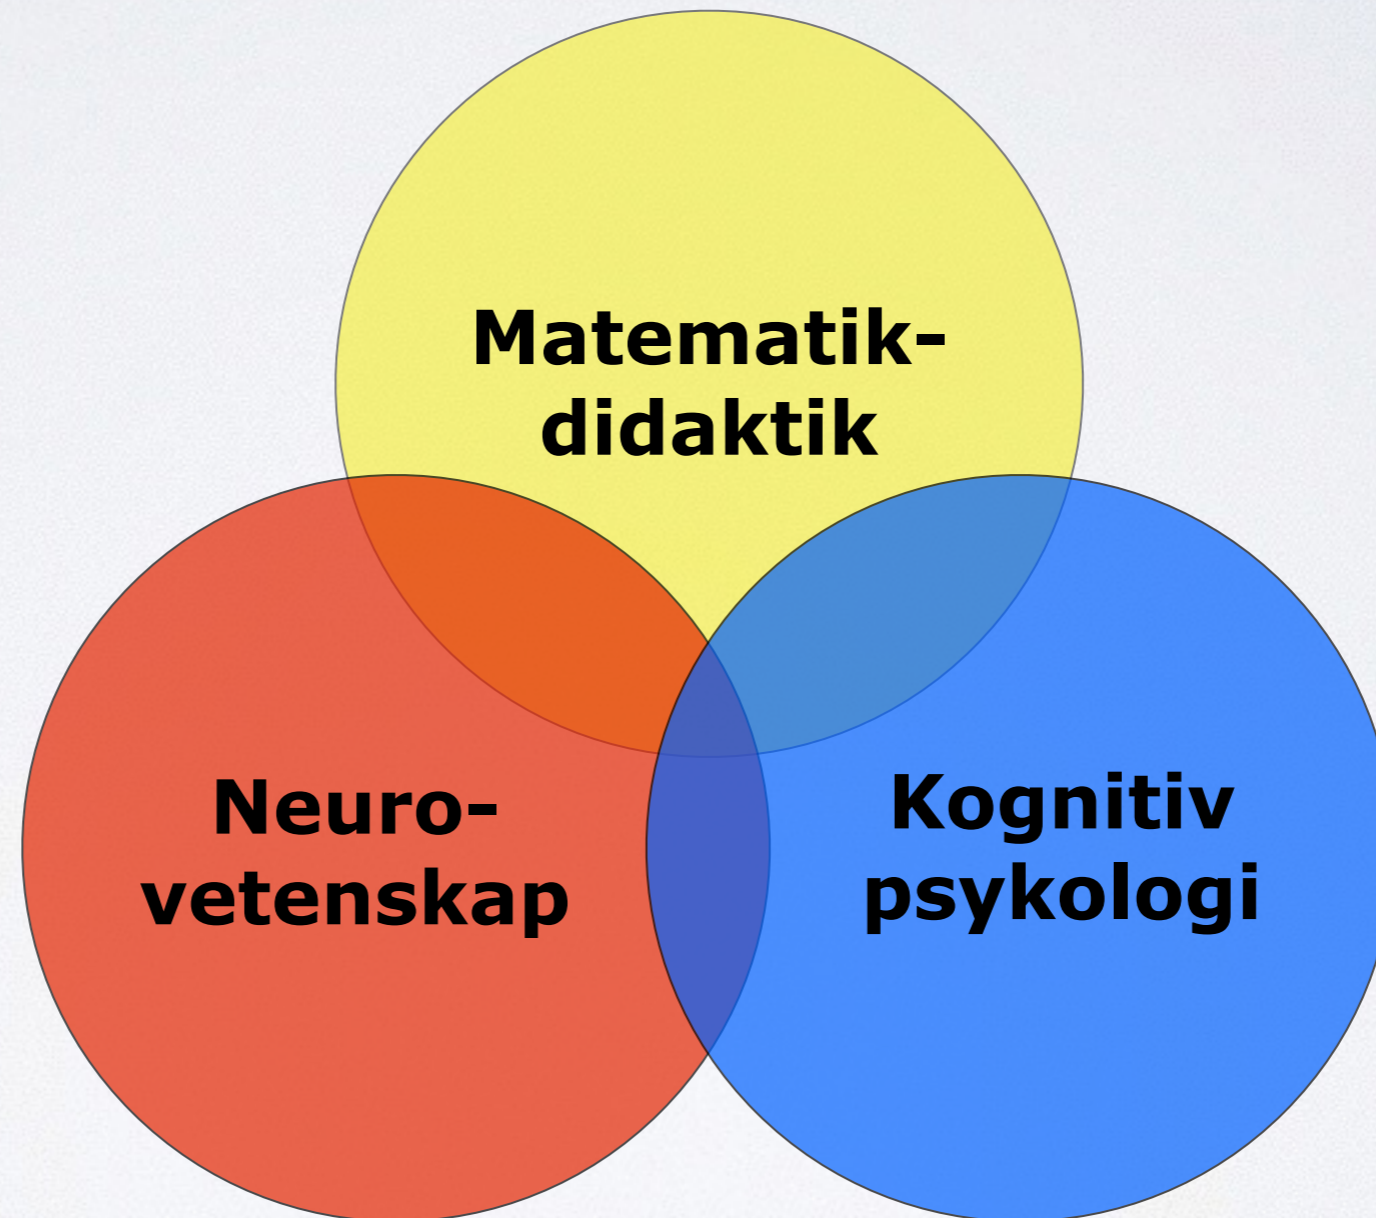 Matematik-
didaktik
Neuro-
vetenskap
Kognitiv
psykologi